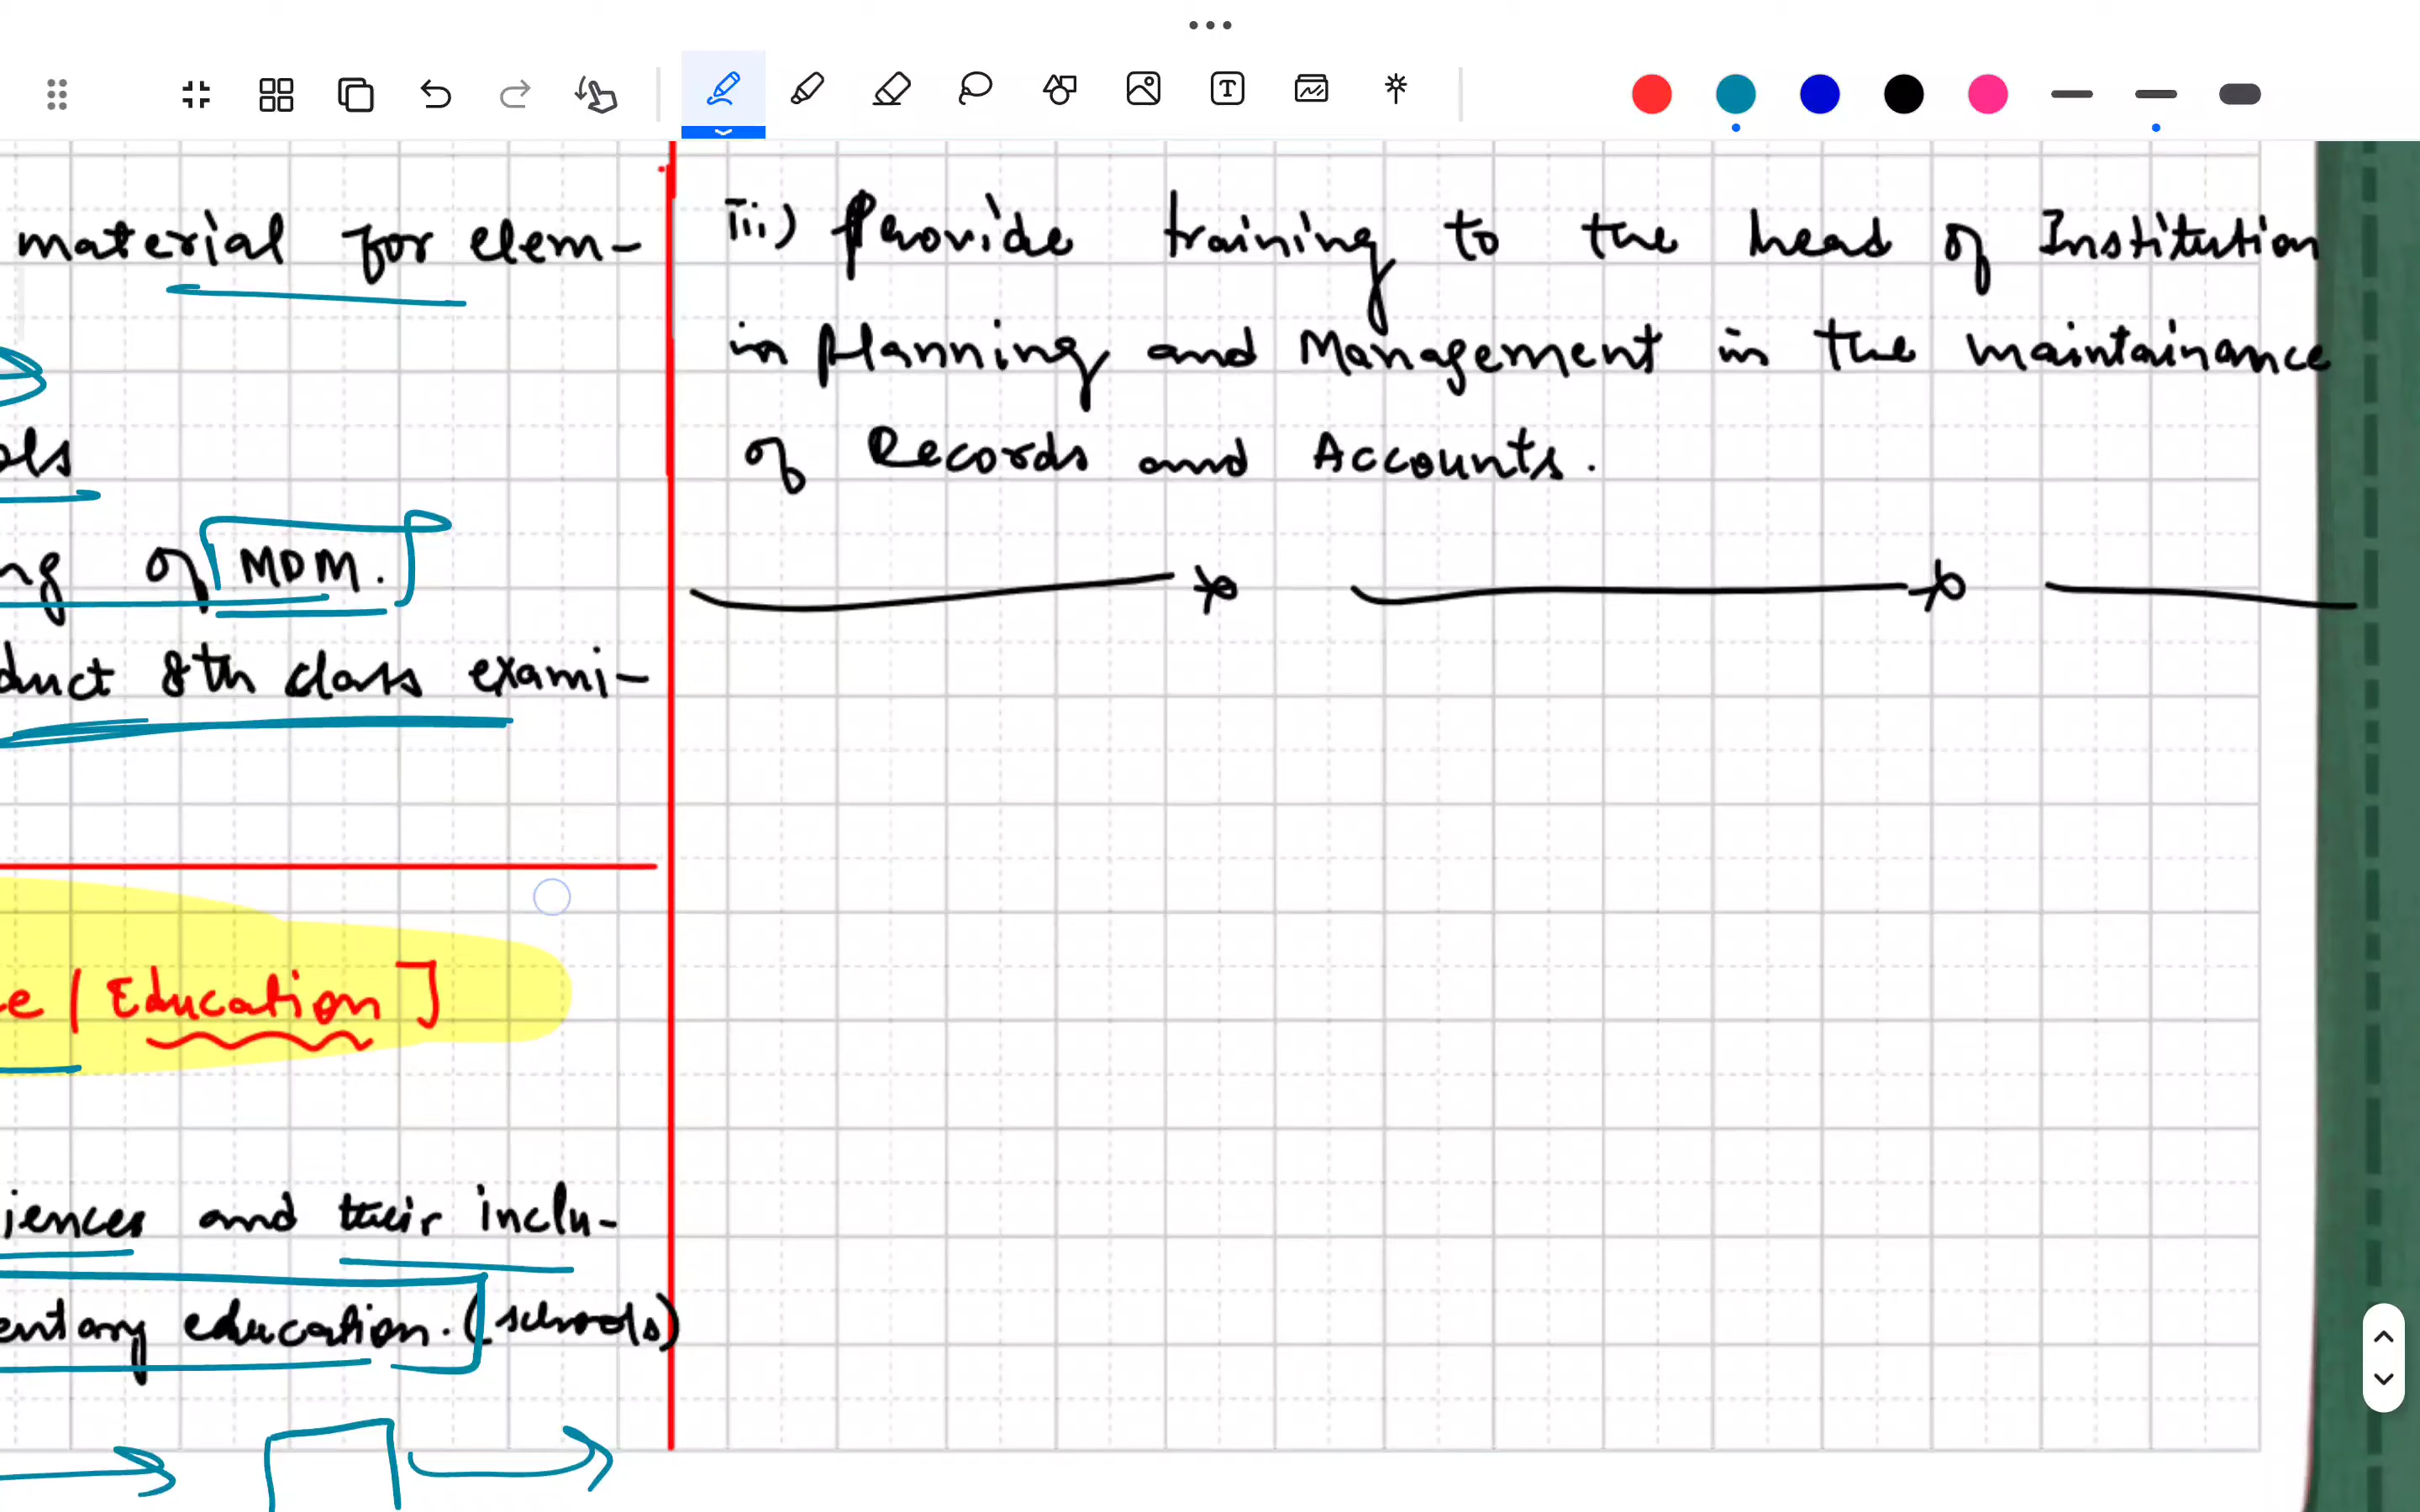 material for elem-
ols
ng of MDM.
duct 8th class exami-
e [Education]
iences and their inclu-
entary education. (schools)
iii) Provide training to the head of Institution
in planning and Management in the maintainance
of Records and Accounts.